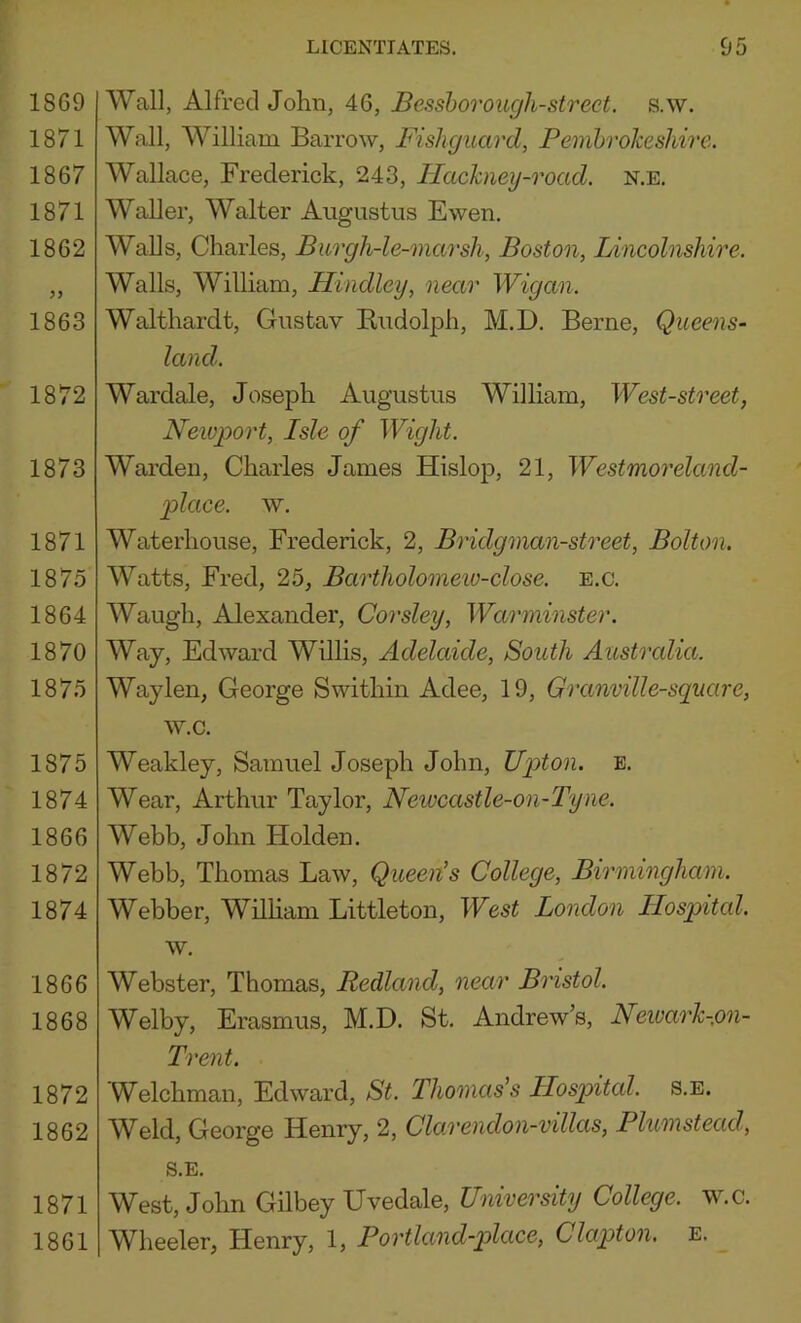 LICENTIATES. 95
1869 Wall, Alfred John, 46, Bessborough-street. s.w.
1871 Wall, William Barrow, Fishguard, Pembrokeshire.
1867 Wallace, Frederick, 243, Hackney-road. N.E.
1871 Waller, Walter Augustus Ewen.
1862 Walls, Charles, Burgh-le-marsh, Boston, Lincolnshire.
„ Walls, William, Hindley, near Wigan.
1863 Walthardt, Gustav Rudolph, M.D. Berne, Queens-
land.
1872 Wardale, Joseph Augustus William, West-street,
Newport, Isle of Wight.
1873 Warden, Charles James Hislop, 21, Westmoreland-
place. w.
1871 Waterhouse, Frederick, 2, Bridgman-street, Bolton.
1875 Watts, Fred, 25, Bartholomew-close. E.C.
1864 Waugh, Alexander, Corsley, Warminster.
1870 Way, Edward Willis, Adelaide, South Australia.
1875 Waylen, George Swithin Adee, 19, Granville-square,
W.C.
1875 Weakley, Samuel Joseph John, Upton. E.
1874 Wear, Arthur Taylor, Newcastle-on-Tyne.
1866 Webb, John Holden.
1872 Webb, Thomas Law, Queen's College, Birmingham.
1874 Webber, William Littleton, West London Hospital.
W.
1866 Webster, Thomas, Redland, near Bristol.
1868 Welby, Erasmus, M.D. St. Andrew's, Newark-on-
Trent.
1872 Welchman, Edward, St. Thomas's Hospital. S.E.
1862 Weld, George Henry, 2, Clarendon-villas, Plumstead,
S.E.
1871 West, John Gilbey Uvedale, University College. W.C.
1861 Wheeler, Henry, 1, Portland-place, Clapton. E.